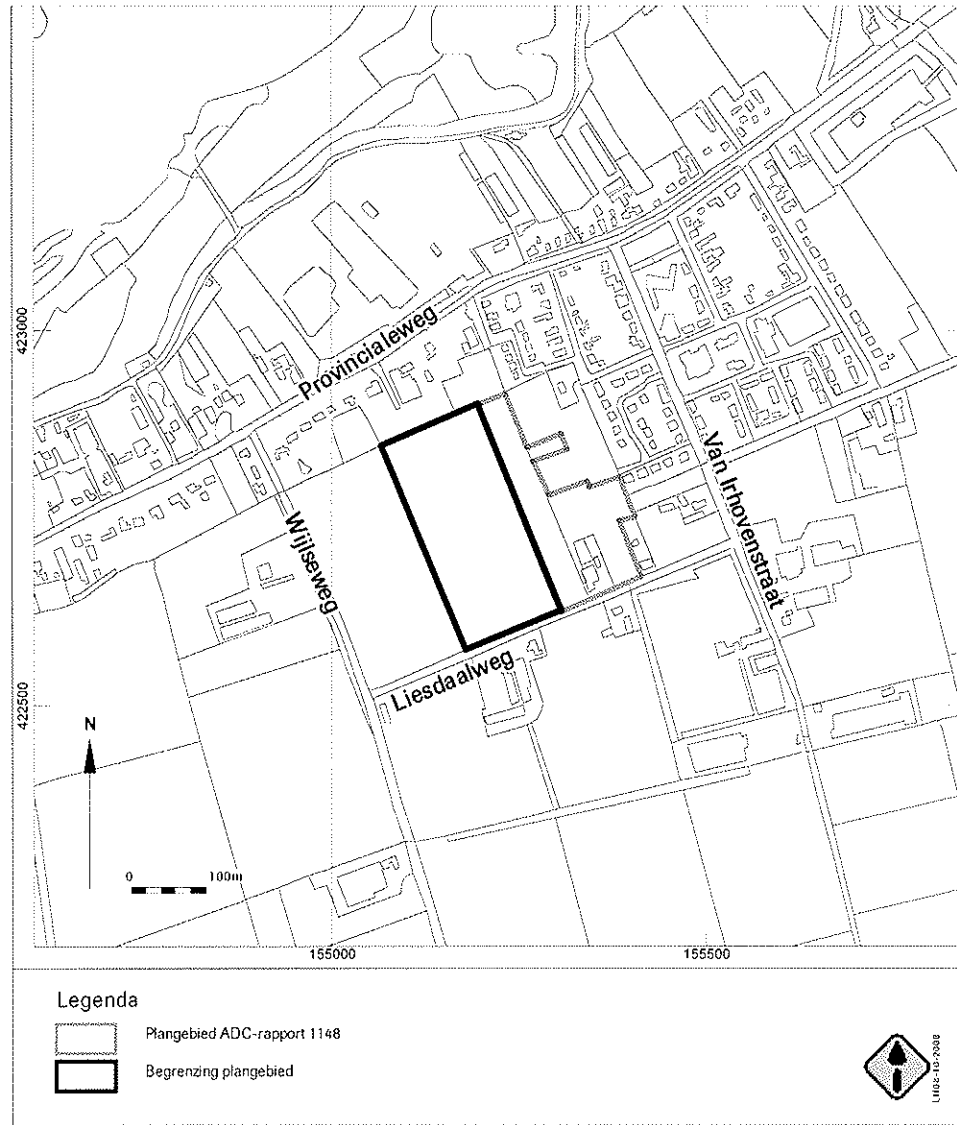 423000
Provincialeweg
Van Irhovenstraat
Wijlseweg
Liesdaalweg
422500
N
0 100m
155000 155500
Legenda
Plangebied ADC-rapport 1148
Begrenzing plangebied